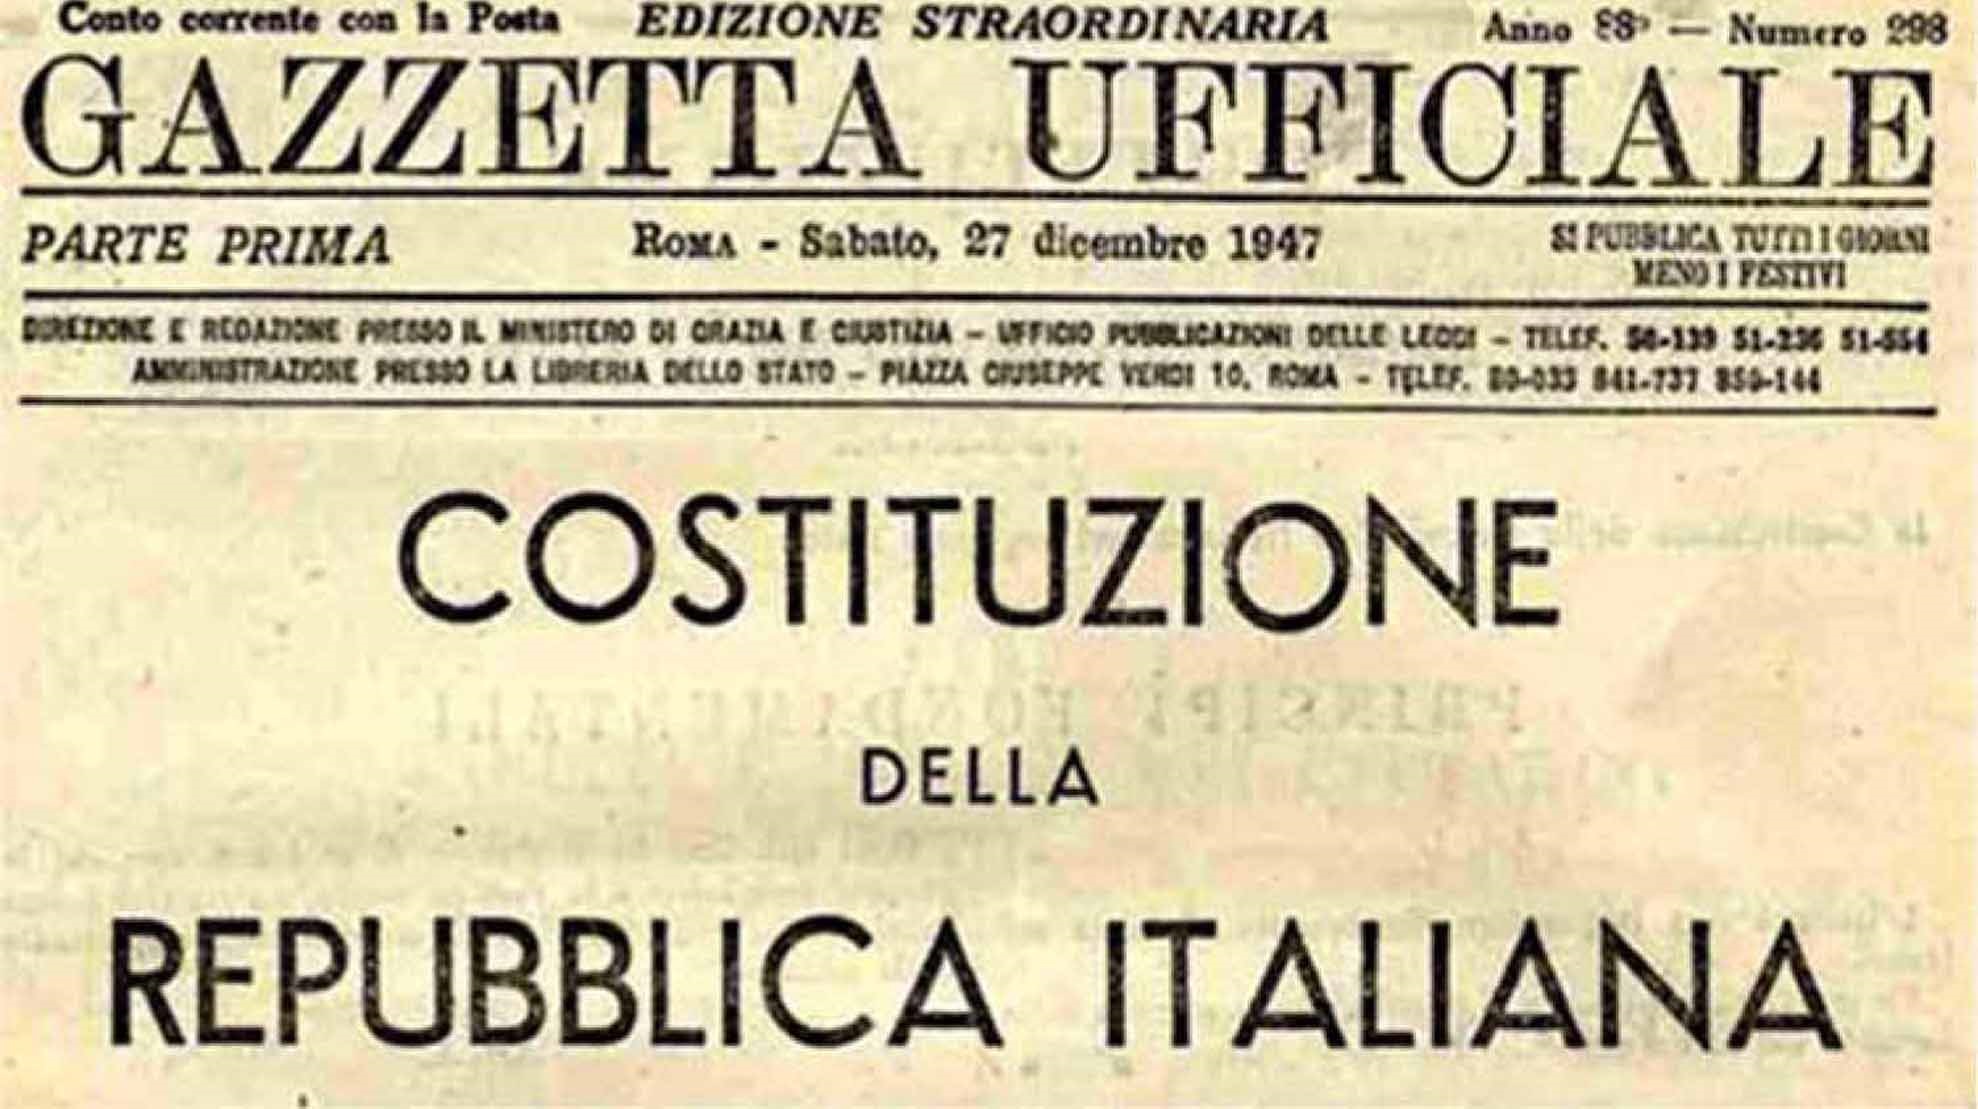 Conto corrente con la Posta EDIZIONE STRAORDINARIA Anno 88° — Numero 298
GAZZETTA UFFICIALE
PARTE PRIMA ROMA - Sabato, 27 dicembre 1947 SI PUBBLICA TUTTI I GIORNI
MENO I FESTIVI
DIREZIONE E REDAZIONE PRESSO IL MINISTERO DI GRAZIA E GIUSTIZIA – UFFICIO PUBBLICAZIONI DELLE LEGGI – TELEF. 50-139 51-236 51-554
AMMINISTRAZIONE PRESSO LA LIBRERIA DELLO STATO – PIAZZA GIUSEPPE VERDI 10, ROMA – TELEF. 80-033 841-737 850-144
COSTITUZIONE
PRINCIPÎ FONDAMENTALI
DELLA
REPUBBLICA ITALIANA